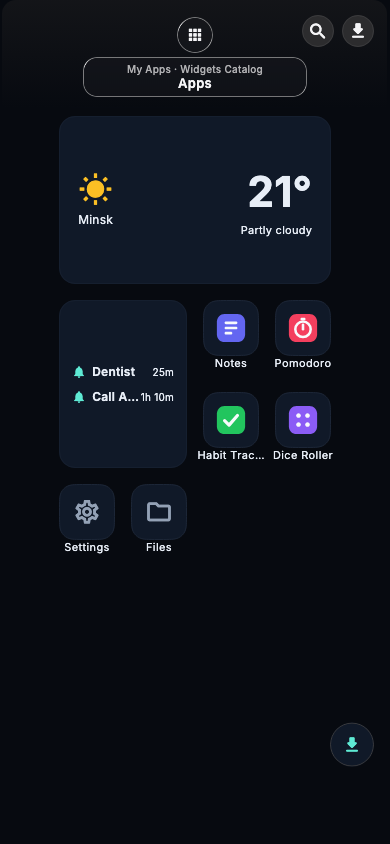 My Apps · Widgets Catalog
Apps
21°
Minsk
Partly cloudy
Dentist 25m
Call A... 1h 10m
Notes
Pomodoro
Habit Trac...
Dice Roller
Settings
Files